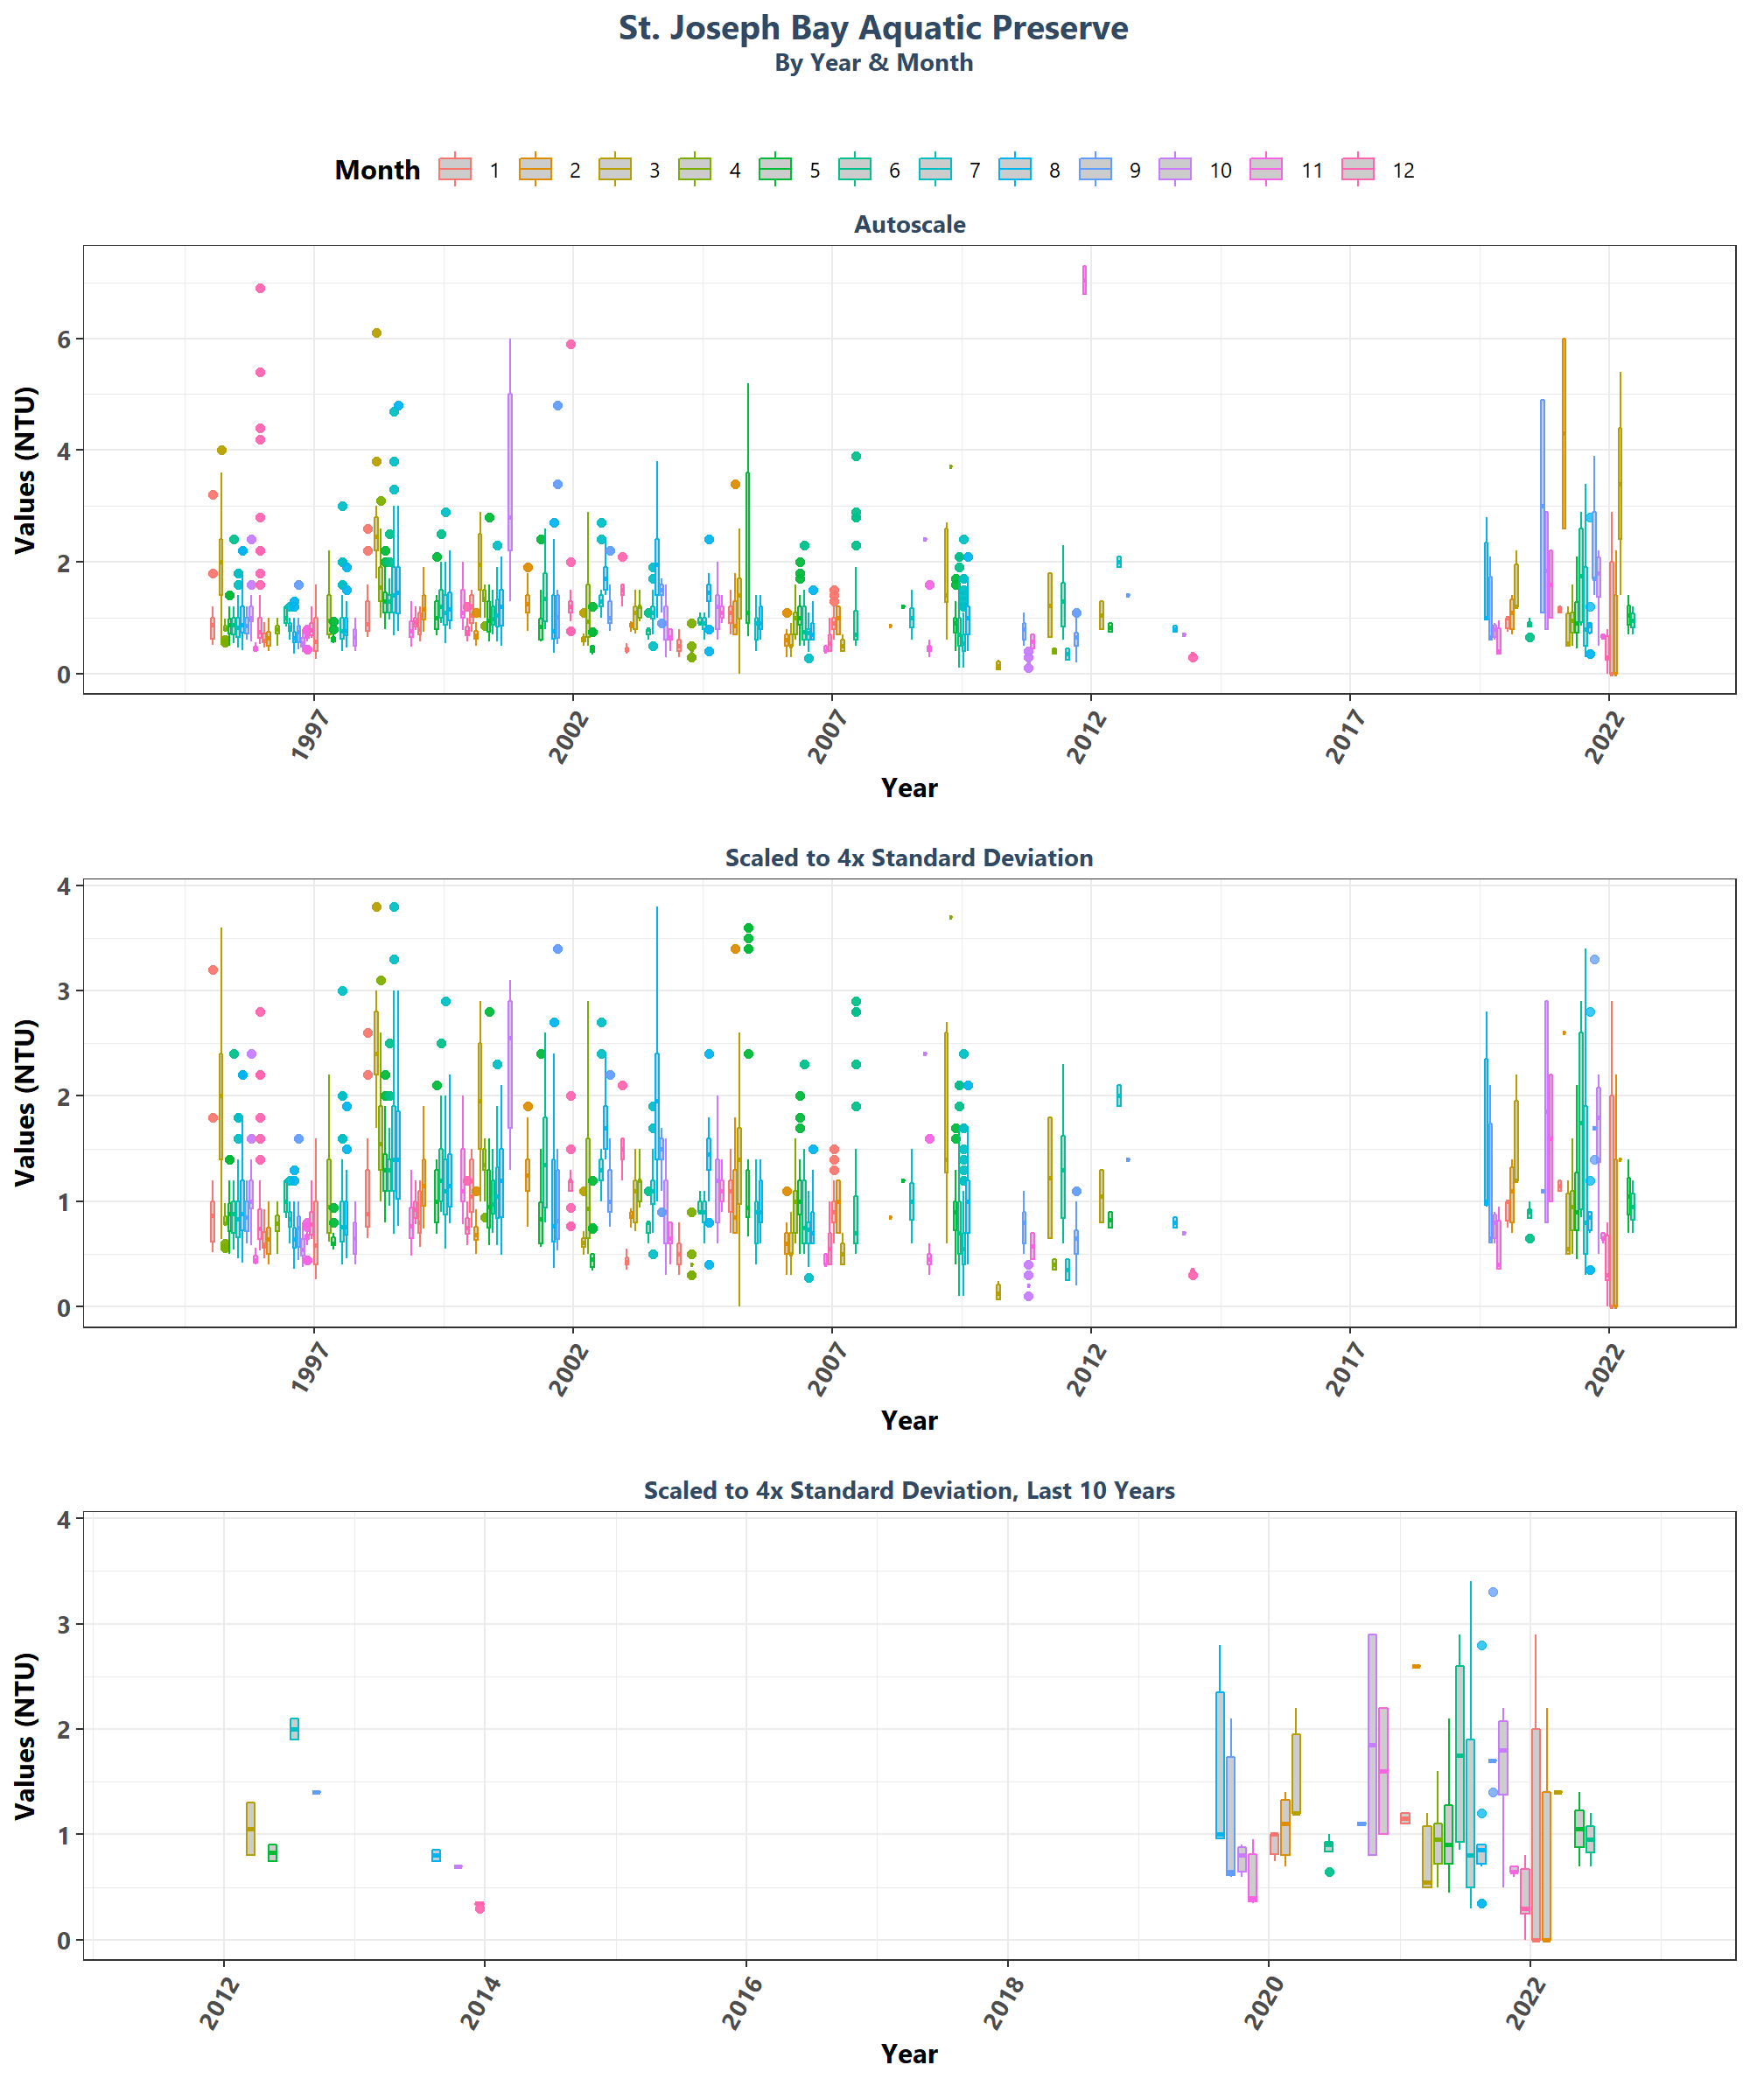 St. Joseph Bay Aquatic Preserve
By Year & Month
Month 1 2 3 4 5 6 7 8 9 10 11 12
Autoscale
Values (NTU)
6
4
2
0
1997 2002 2007 2012 2017 2022
Year
Scaled to 4x Standard Deviation
Values (NTU)
4
3
2
1
0
1997 2002 2007 2012 2017 2022
Year
Scaled to 4x Standard Deviation, Last 10 Years
Values (NTU)
4
3
2
1
0
2012 2014 2016 2018 2020 2022
Year